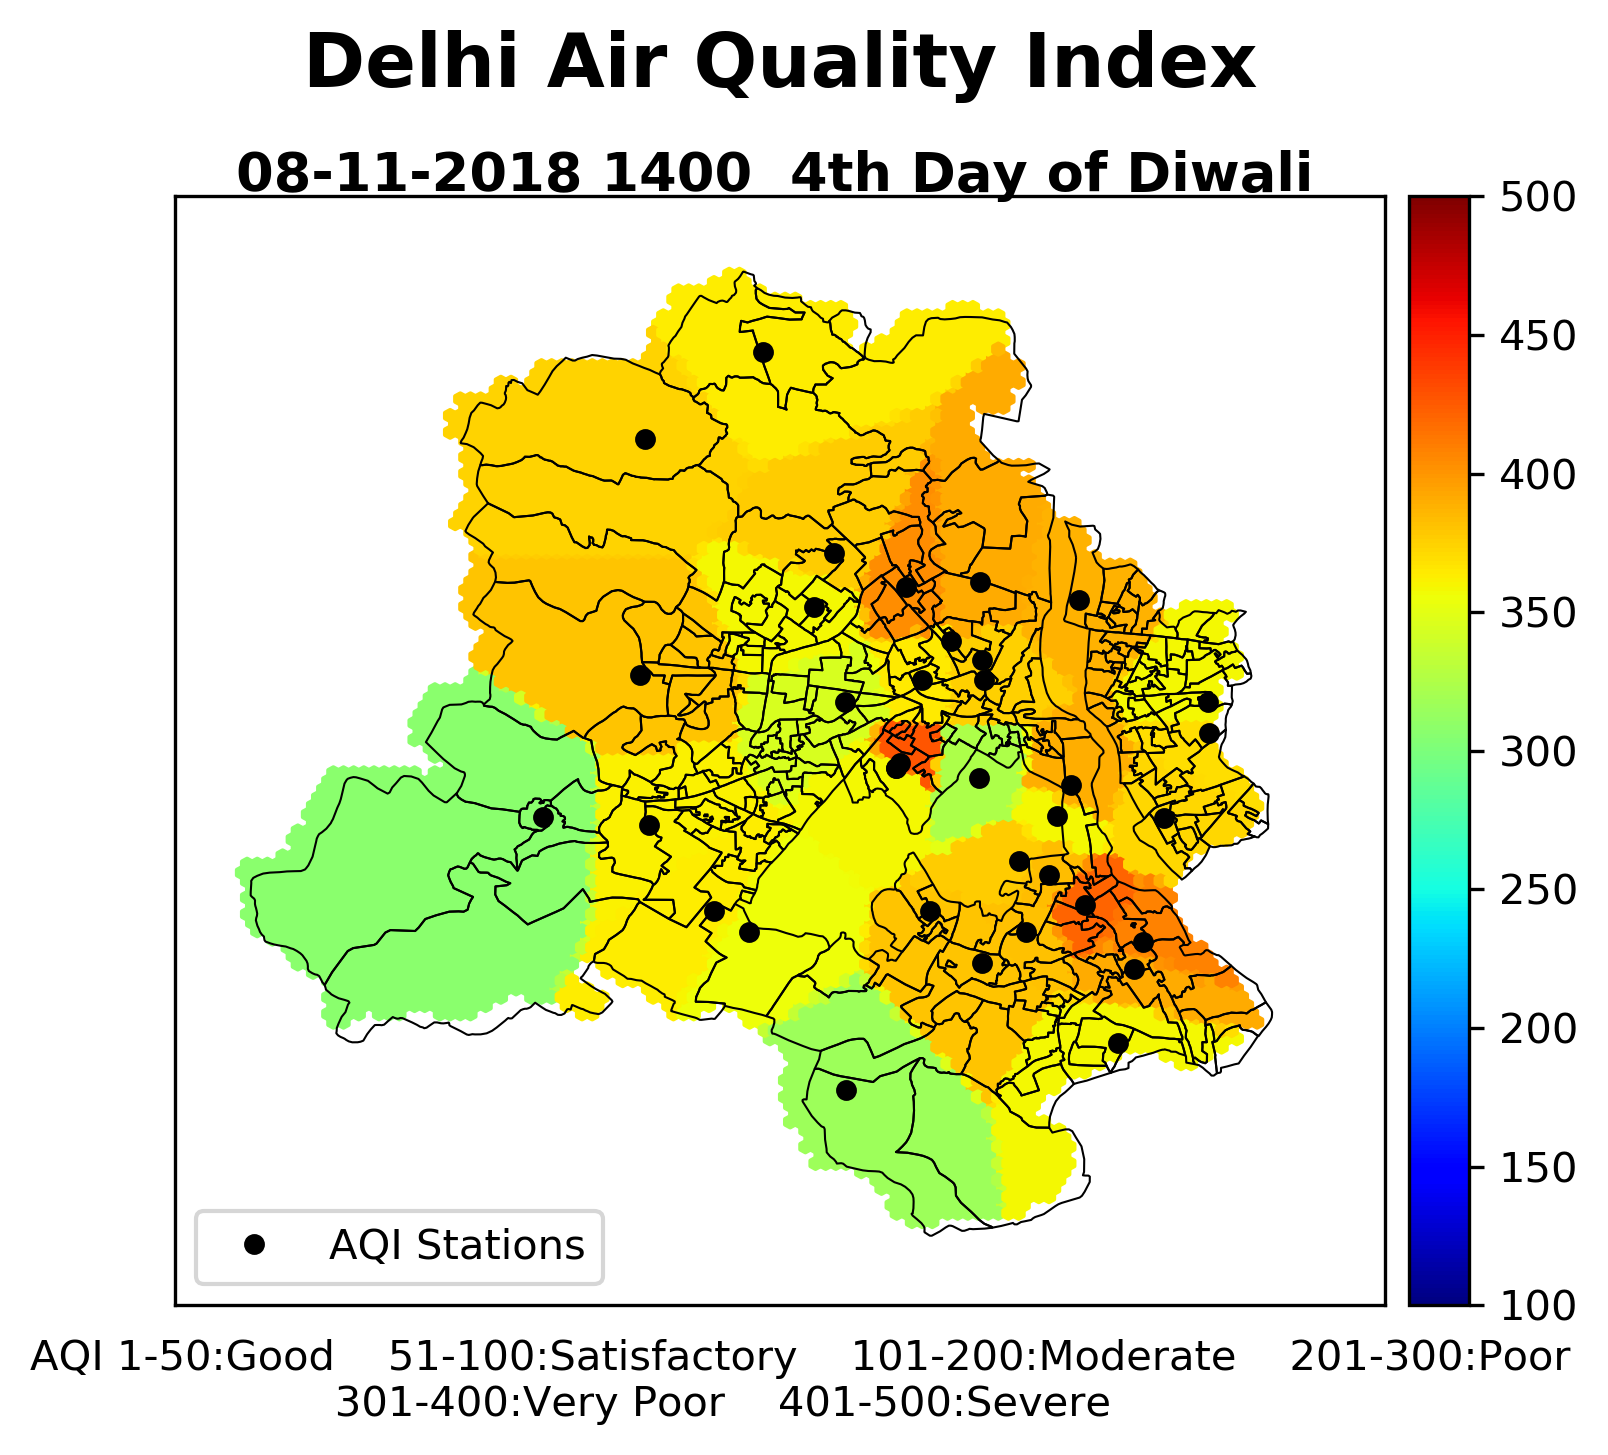 Delhi Air Quality Index
08-11-2018 1400  4th Day of Diwali
500
450
400
350
300
250
200
150
100
AQI Stations
AQI 1-50:Good    51-100:Satisfactory    101-200:Moderate    201-300:Poor
301-400:Very Poor    401-500:Severe